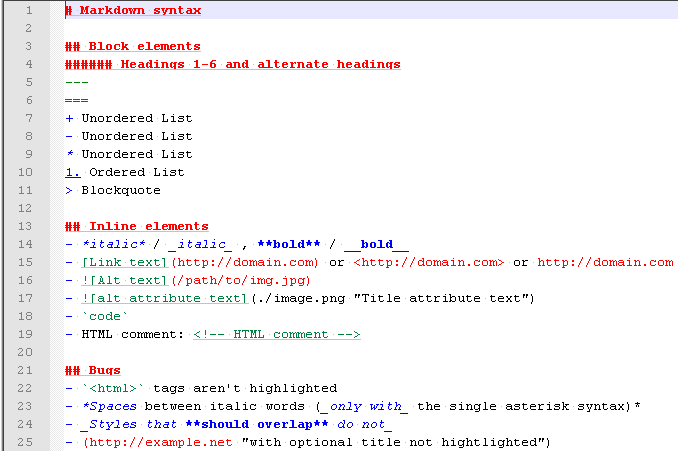 1 # Markdown syntax
2
3 ## Block elements
4 ###### Headings 1-6 and alternate headings
5 ---
6 ===
7 + Unordered List
8 - Unordered List
9 * Unordered List
10 1. Ordered List
11 > Blockquote
12
13 ## Inline elements
14 - *italic* / _italic_ , **bold** / __bold__
15 - [Link text](http://domain.com) or <http://domain.com> or http://domain.com
16 - ![Alt text](/path/to/img.jpg)
17 - ![alt attribute text](./image.png "Title attribute text")
18 - `code`
19 - HTML comment: <!-- HTML comment -->
20
21 ## Bugs
22 - `<html>` tags aren't highlighted
23 - *Spaces between italic words (_only with_ the single asterisk syntax)*
24 - _Styles that **should overlap** do not_
25 - (http://example.net "with optional title not hightlighted")